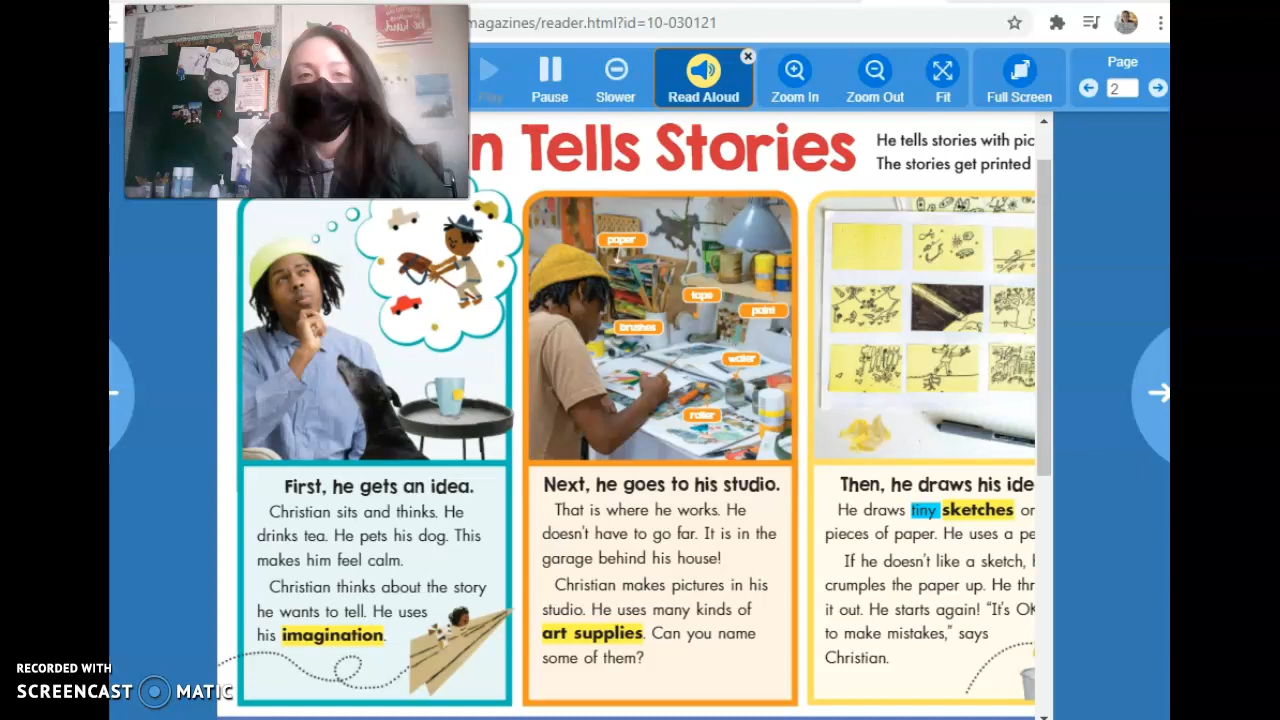 magazines/reader.html?id=10-030121
be kind
Play
Pause
Slower
Read Aloud
Zoom In
Zoom Out
Fit
Full Screen
Page
2
n Tells Stories
He tells stories with pic
The stories get printed
paper
tape
paint
brushes
water
roller
First, he gets an idea.
Christian sits and thinks. He
drinks tea. He pets his dog. This
makes him feel calm.
Christian thinks about the story
he wants to tell. He uses
his imagination.
Next, he goes to his studio.
That is where he works. He
doesn't have to go far. It is in the
garage behind his house!
Christian makes pictures in his
studio. He uses many kinds of
art supplies. Can you name
some of them?
Then, he draws his ide
He draws tiny sketches or
pieces of paper. He uses a pe
If he doesn't like a sketch, h
crumples the paper up. He thr
it out. He starts again! "It's OK
to make mistakes," says
Christian.
RECORDED WITH
SCREENCAST MATIC